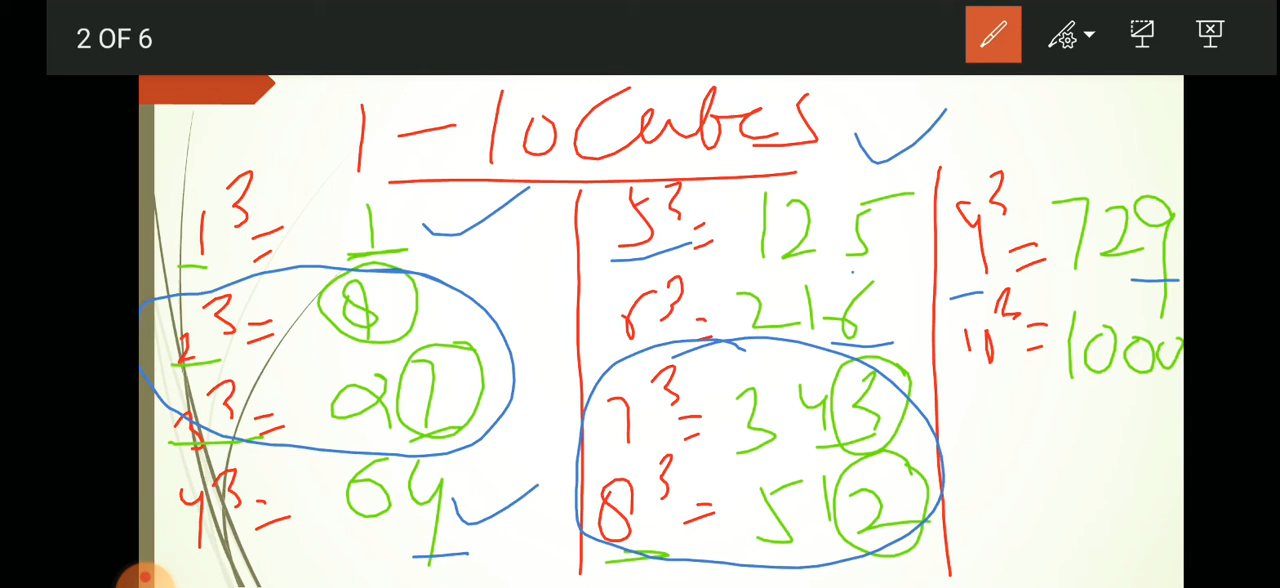 2 OF 6
1 - 10 Cubes
1³ = 1
2³ = 8
3³ = 27
4³ = 64
5³ = 125
6³ = 216
7³ = 343
8³ = 512
9³ = 729
10³ = 1000